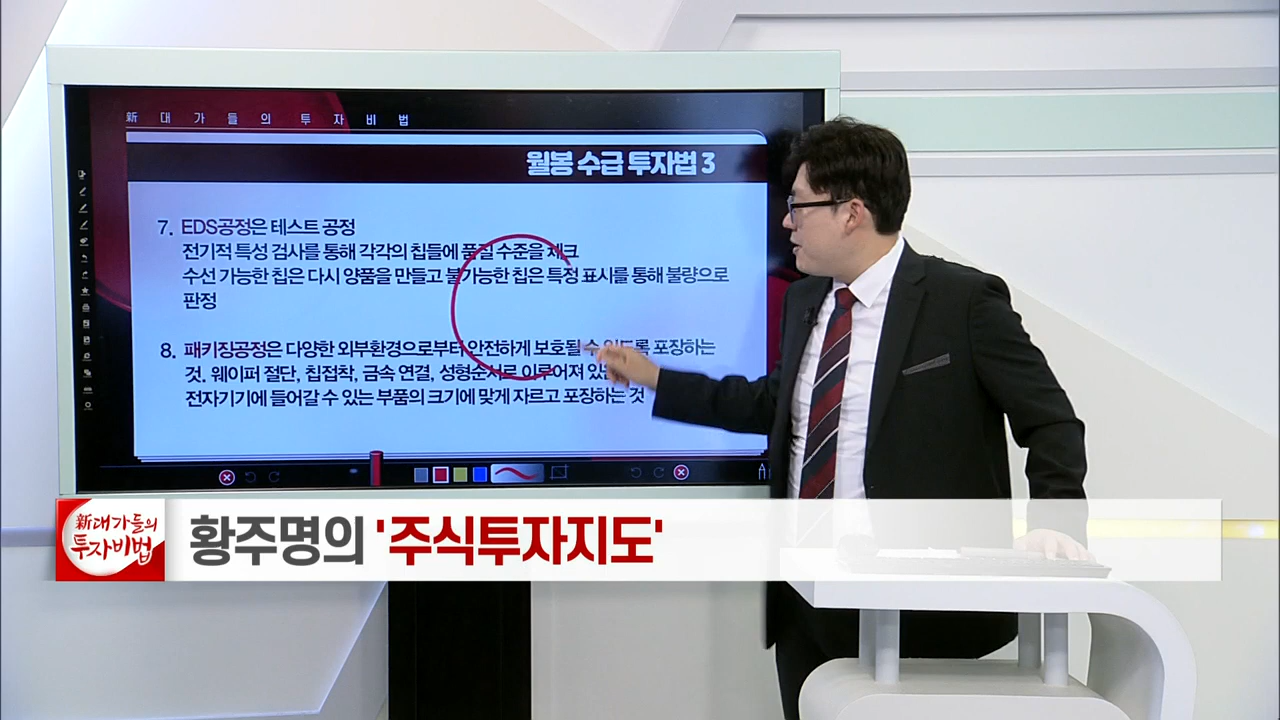 新 대 가 들 의 투 자 비 법
월봉 수급 투자법 3
7. EDS공정은 테스트 공정
전기적 특성 검사를 통해 각각의 칩들에 품질 수준을 체크
수선 가능한 칩은 다시 양품을 만들고 불가능한 칩은 특정 표시를 통해 불량으로
판정
8. 패키징공정은 다양한 외부환경으로부터 안전하게 보호될 수 있도록 포장하는
것. 웨이퍼 절단, 칩접착, 금속 연결, 성형순서로 이루어져
전자기기에 들어갈 수 있는 부품의 크기에 맞게 자르고 포장하는 것
新대가들의
투자비법
황주명의 '주식투자지도'